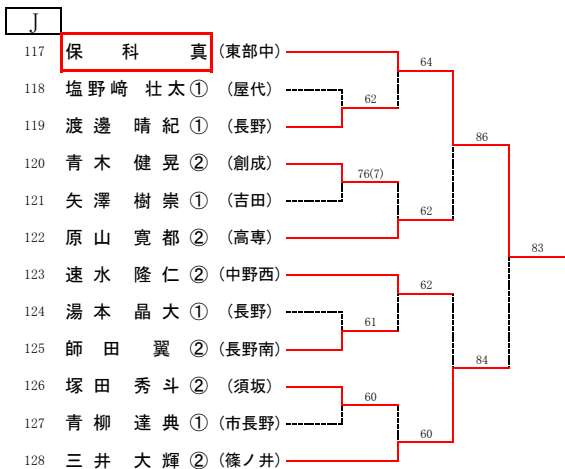 J
117 保科 真 (東部中)
64
118 塩野﨑 壮太① (屋代)
62
119 渡邊 晴紀① (長野)
86
120 青木 健晃② (創成)
76(7)
121 矢澤 樹崇① (吉田)
62
122 原山 寛都② (高専)
83
123 速水 隆仁② (中野西)
62
124 湯本 晶大① (長野)
61
125 師田 翼② (長野南)
84
126 塚田 秀斗② (須坂)
60
127 青柳 達典① (市長野)
60
128 三井 大輝② (篠ノ井)